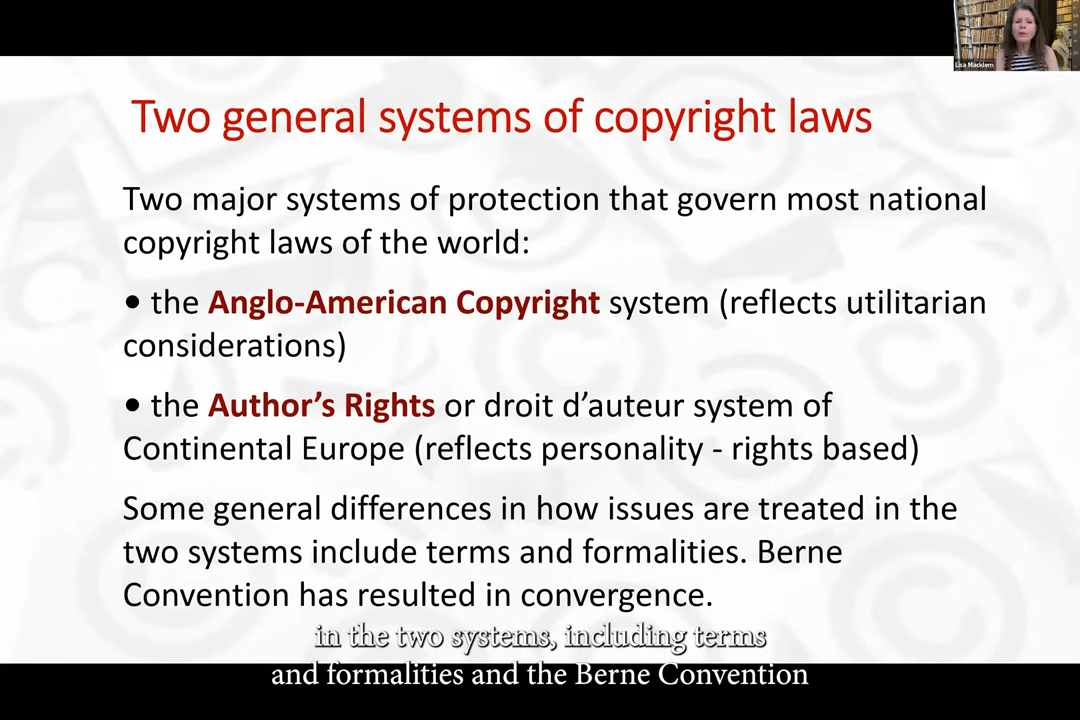 Lisa Macklem
Two general systems of copyright laws
Two major systems of protection that govern most national
copyright laws of the world:
• the Anglo-American Copyright system (reflects utilitarian
considerations)
• the Author’s Rights or droit d’auteur system of
Continental Europe (reflects personality - rights based)
Some general differences in how issues are treated in the
two systems include terms and formalities. Berne
Convention has resulted in convergence.
in the two systems, including terms
and formalities and the Berne Convention